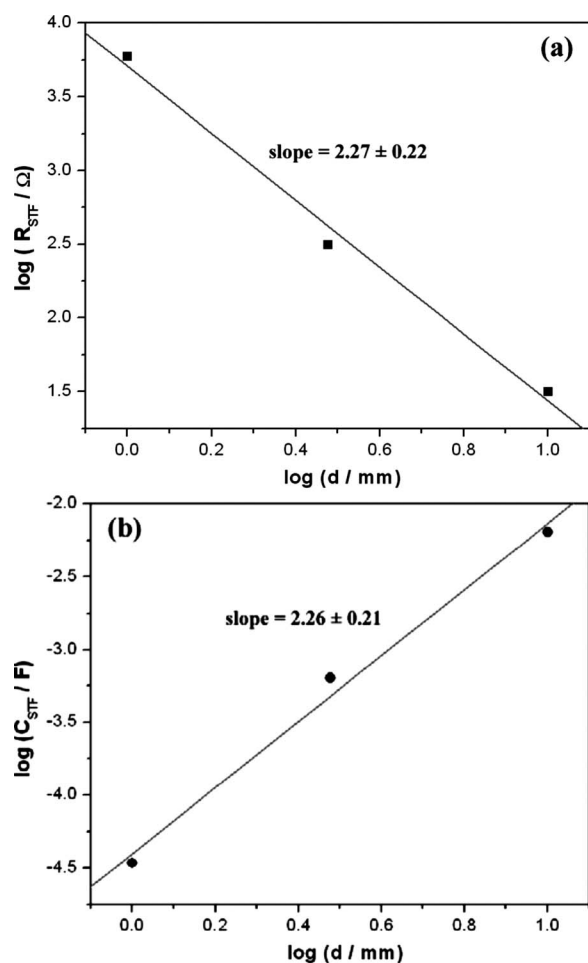 (a)
4.0
3.5
3.0
2.5
2.0
1.5
log ( R_STF / Ω)
slope = 2.27 ± 0.22
0.0 0.2 0.4 0.6 0.8 1.0
log (d / mm)
(b)
-2.0
-2.5
-3.0
-3.5
-4.0
-4.5
log (C_STF / F)
slope = 2.26 ± 0.21
0.0 0.2 0.4 0.6 0.8 1.0
log (d / mm)